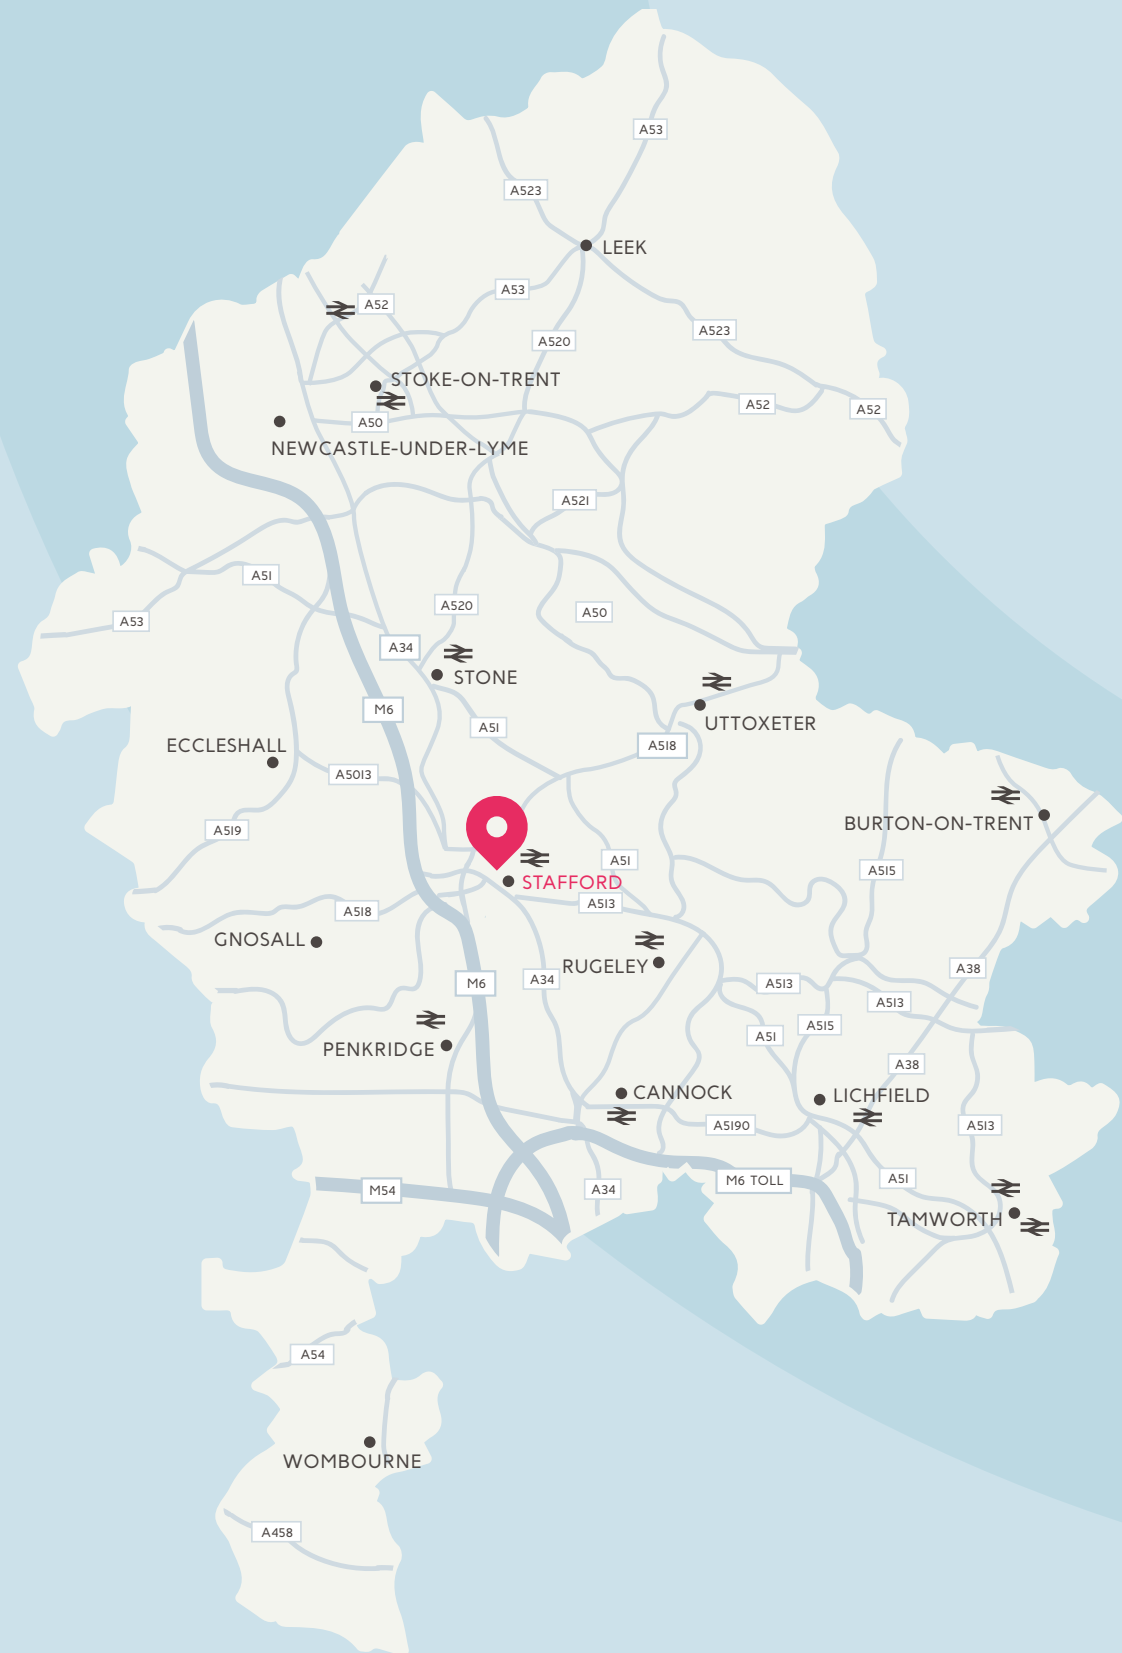 A53
A523
LEEK
A53
A52
A523
A520
STOKE-ON-TRENT
A52
A52
A50
NEWCASTLE-UNDER-LYME
A521
A51
A520
A50
A53
A34
STONE
M6
UTTOXETER
A51
ECCLESHALL
A518
A5013
BURTON-ON-TRENT
A519
A51
A515
STAFFORD
A513
A518
GNOSALL
RUGELEY
A38
M6
A34
A513
A513
A515
A51
PENKRIDGE
A38
CANNOCK
LICHFIELD
A5190
A513
A51
M6 TOLL
M54
A34
TAMWORTH
A54
WOMBOURNE
A458